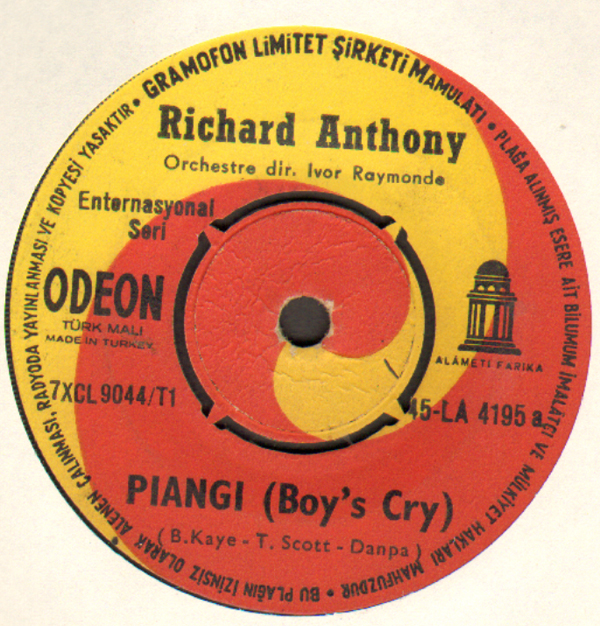 GRAMOFON LİMİTET ŞİRKETİ MAMULATI • PLAĞA ALINMIŞ ESERE AİT BİLUMUM İMALÂTÇI VE MÜLKİYET HAKLARI MAHFUZDUR • BU PLAĞIN İZİNSİZ OLARAK ALENEN ÇALINMASI, RADYODA YAYINLANMASI VE KOPYESİ YASAKTIR •
Richard Anthony
Orchestre dir. Ivor Raymonde
Enternasyonal
Seri
ODEON
TÜRK MALI
MADE IN TURKEY
ALÂMETİ FARİKA
7XCL 9044/T1
45-LA 4195 a
PIANGI (Boy's Cry)
(B. Kaye - T. Scott - Danpa)